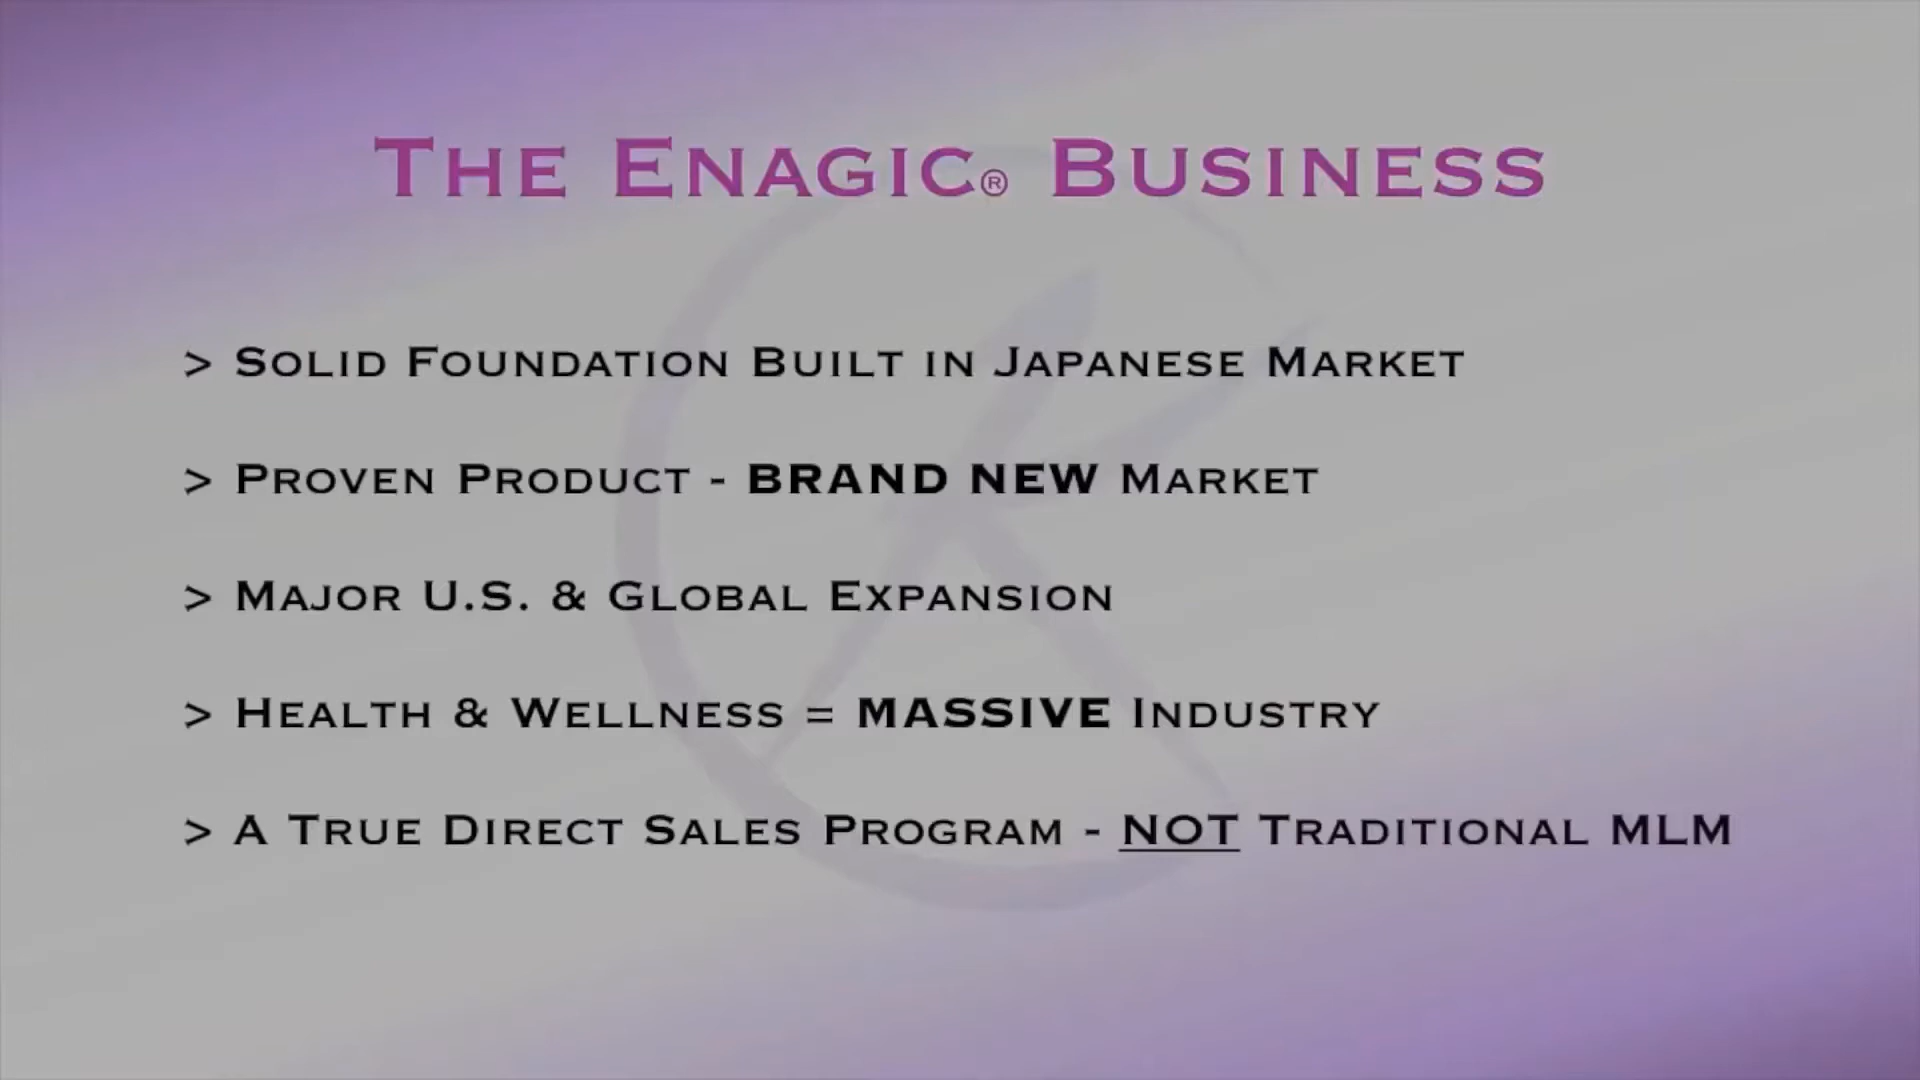 The Enagic® Business
> Solid Foundation Built in Japanese Market
> Proven Product - BRAND NEW Market
> Major U.S. & Global Expansion
> Health & Wellness = MASSIVE Industry
> A True Direct Sales Program - NOT Traditional MLM